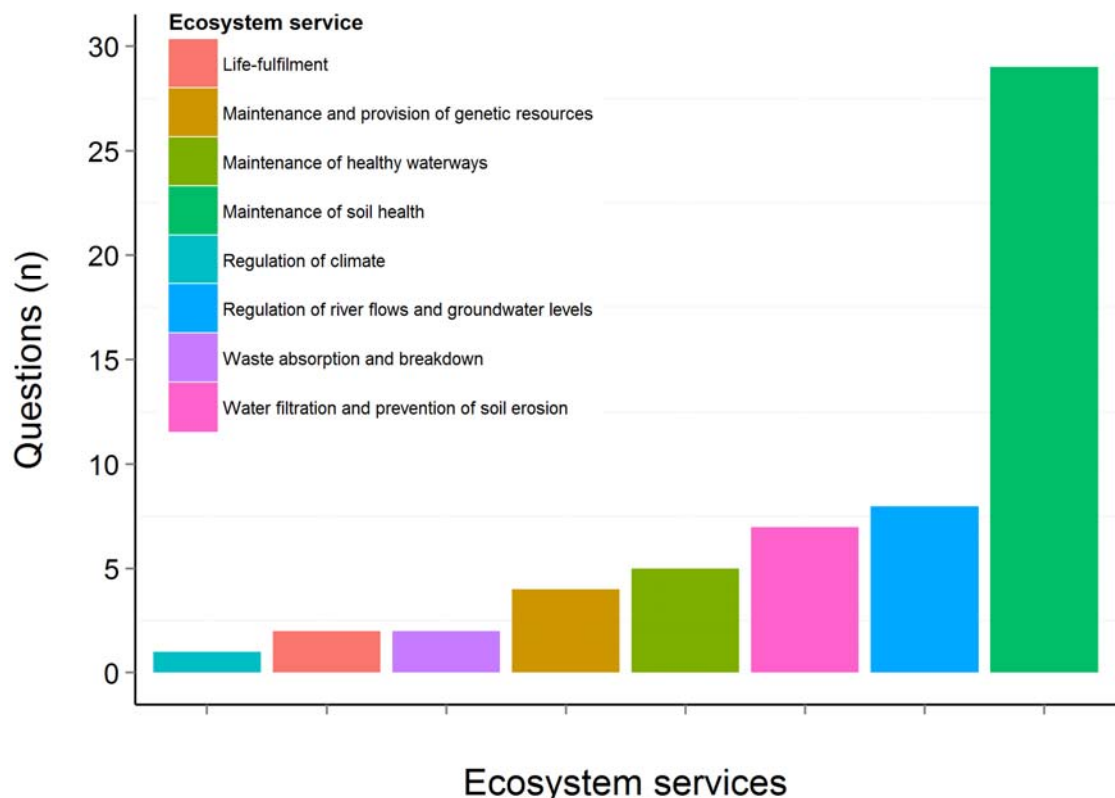 Ecosystem service
Life-fulfilment
Maintenance and provision of genetic resources
Maintenance of healthy waterways
Maintenance of soil health
Regulation of climate
Regulation of river flows and groundwater levels
Waste absorption and breakdown
Water filtration and prevention of soil erosion
Questions (n)
30
25
20
15
10
5
0
Ecosystem services